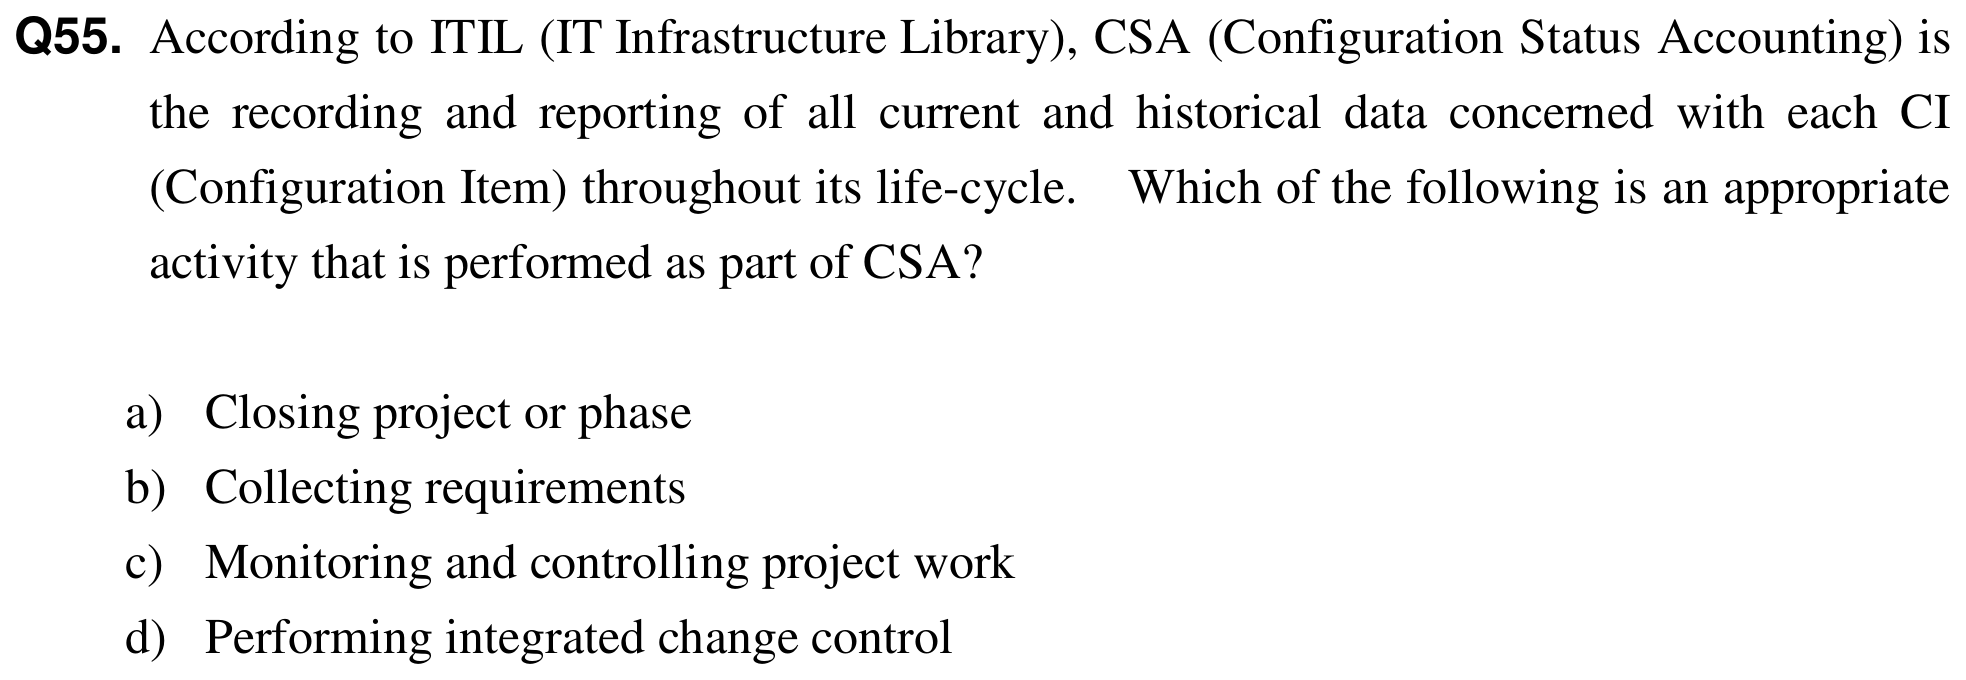 Q55. According to ITIL (IT Infrastructure Library), CSA (Configuration Status Accounting) is
the recording and reporting of all current and historical data concerned with each CI
(Configuration Item) throughout its life-cycle. Which of the following is an appropriate
activity that is performed as part of CSA?
a) Closing project or phase
b) Collecting requirements
c) Monitoring and controlling project work
d) Performing integrated change control